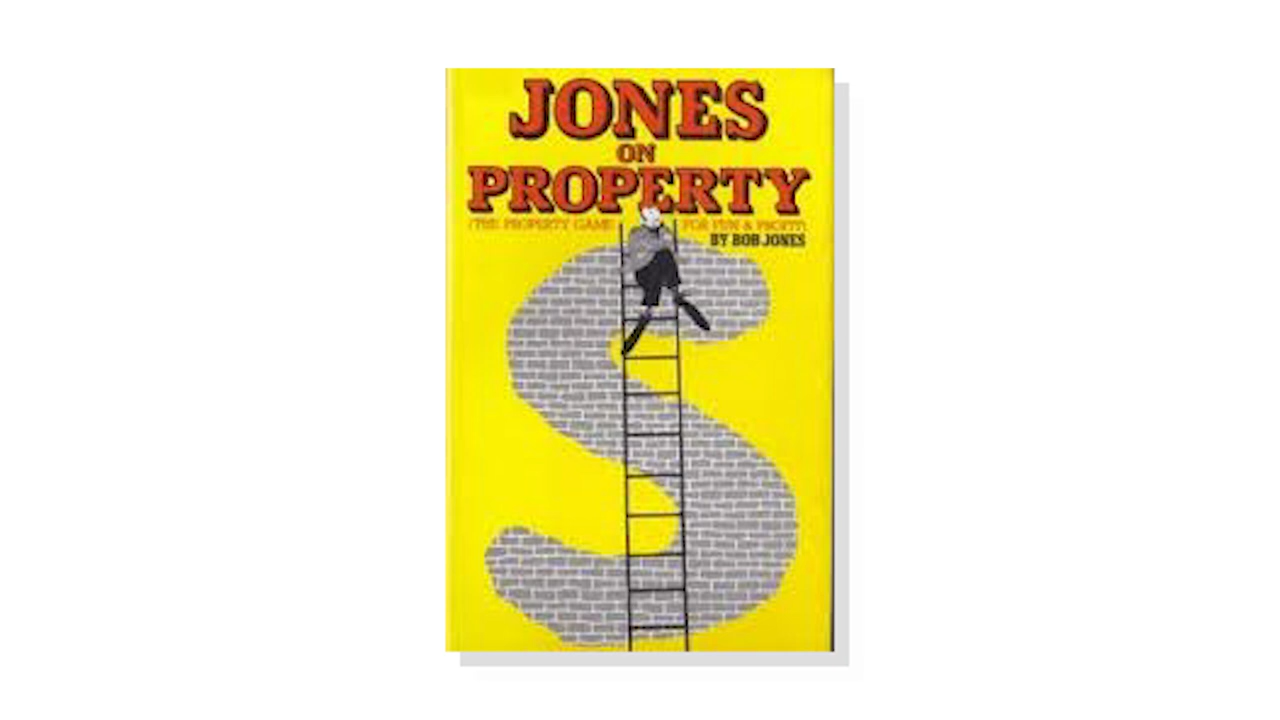 JONES
ON
PROPERTY
(THE PROPERTY GAME FOR FUN & PROFIT)
BY BOB JONES